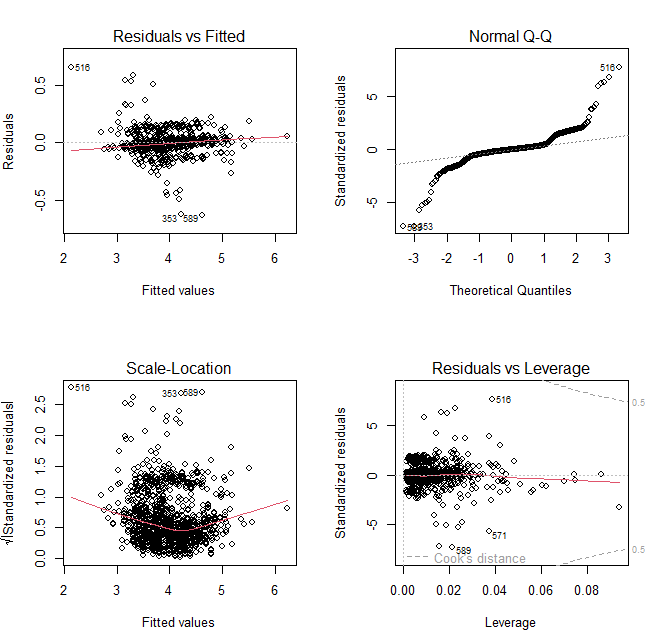 Residuals vs Fitted
Residuals
0.5
0.0
-0.5
516
353
589
2 3 4 5 6
Fitted values
Normal Q-Q
Standardized residuals
5
0
-5
516
353
-3 -2 -1 0 1 2 3
Theoretical Quantiles
Scale-Location
√|Standardized residuals|
2.5
2.0
1.5
1.0
0.5
0.0
516
353
589
2 3 4 5 6
Fitted values
Residuals vs Leverage
Standardized residuals
5
0
-5
516
571
589
Cook's distance
0.5
0.5
0.00 0.02 0.04 0.06 0.08
Leverage